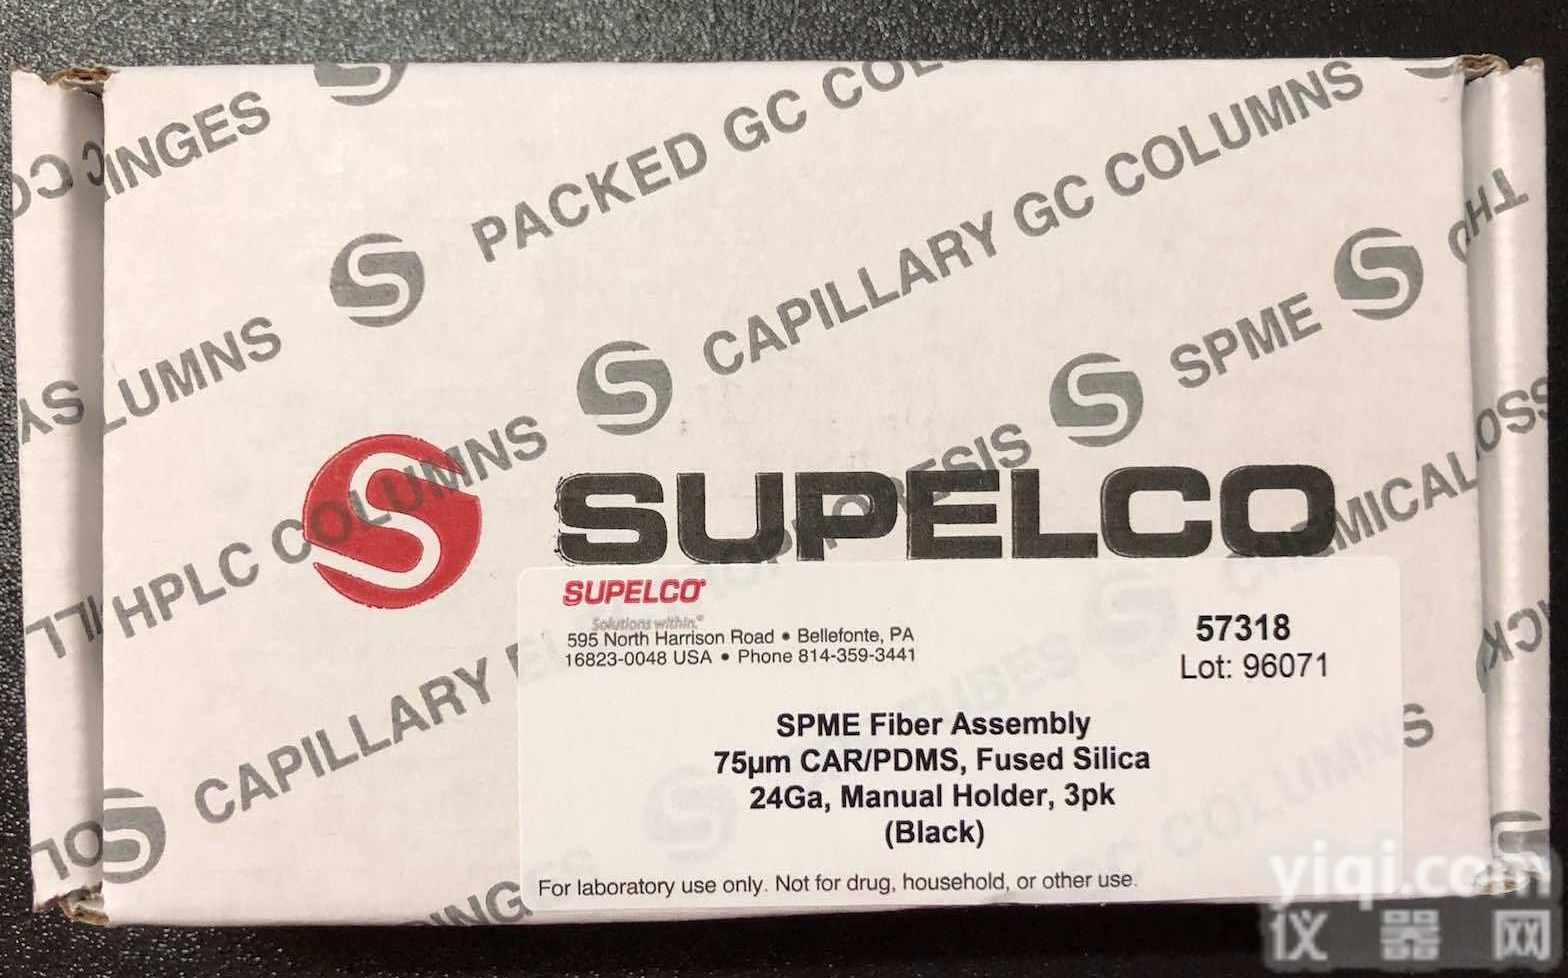 INGES
PACKED GC COL
CAPILLARY GC COLUMNS
LUMNS
SPME
HPLC COLUMNS
CHEMICAL
CAPILLARY
SUPELCO
SUPELCO
Solutions within.®
595 North Harrison Road • Bellefonte, PA
16823-0048 USA • Phone 814-359-3441
57318
Lot: 96071
SPME Fiber Assembly
75µm CAR/PDMS, Fused Silica
24Ga, Manual Holder, 3pk
(Black)
For laboratory use only. Not for drug, household, or other use.
yiqi.com
仪器网